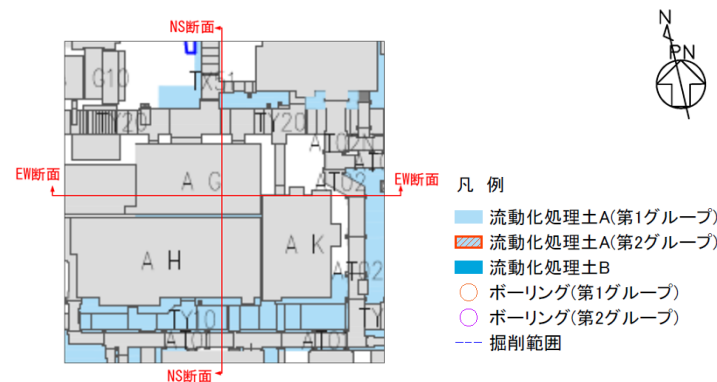 NS断面
N
PN
G10
TX51
TY20
TY20
AT02N
AG
AT02
EW断面
EW断面
AH
AK
AT02
TY10
AT01
AT01
NS断面
凡 例
流動化処理土A(第1グループ)
流動化処理土A(第2グループ)
流動化処理土B
ボーリング(第1グループ)
ボーリング(第2グループ)
掘削範囲